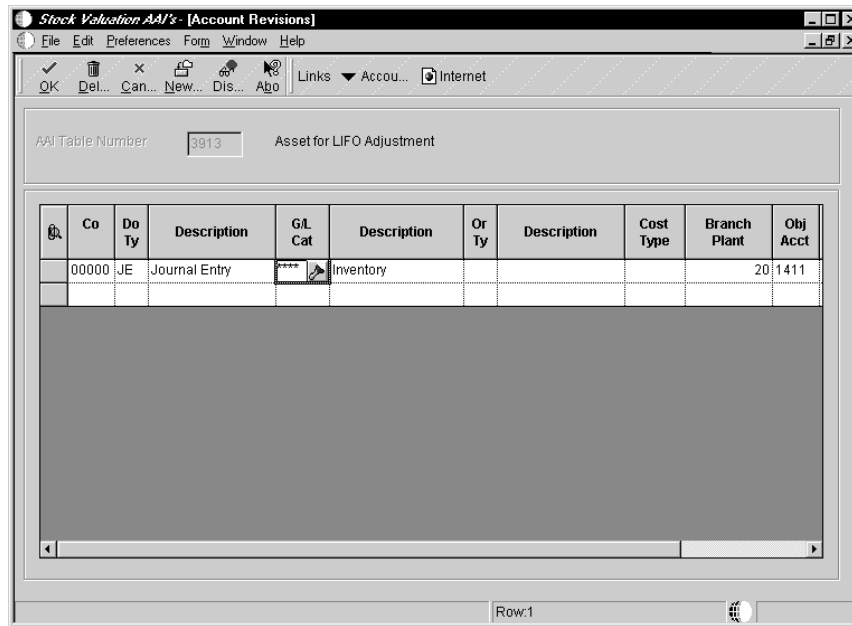 Stock Valuation AAI's - [Account Revisions]
File Edit Preferences Form Window Help
OK Del... Can... New... Dis... Abo Links Accou... Internet
AAI Table Number 3913 Asset for LIFO Adjustment
Co Do Ty Description G/L Cat Description Or Ty Description Cost Type Branch Plant Obj Acct
00000 JE Journal Entry **** Inventory 20 1411
Row:1